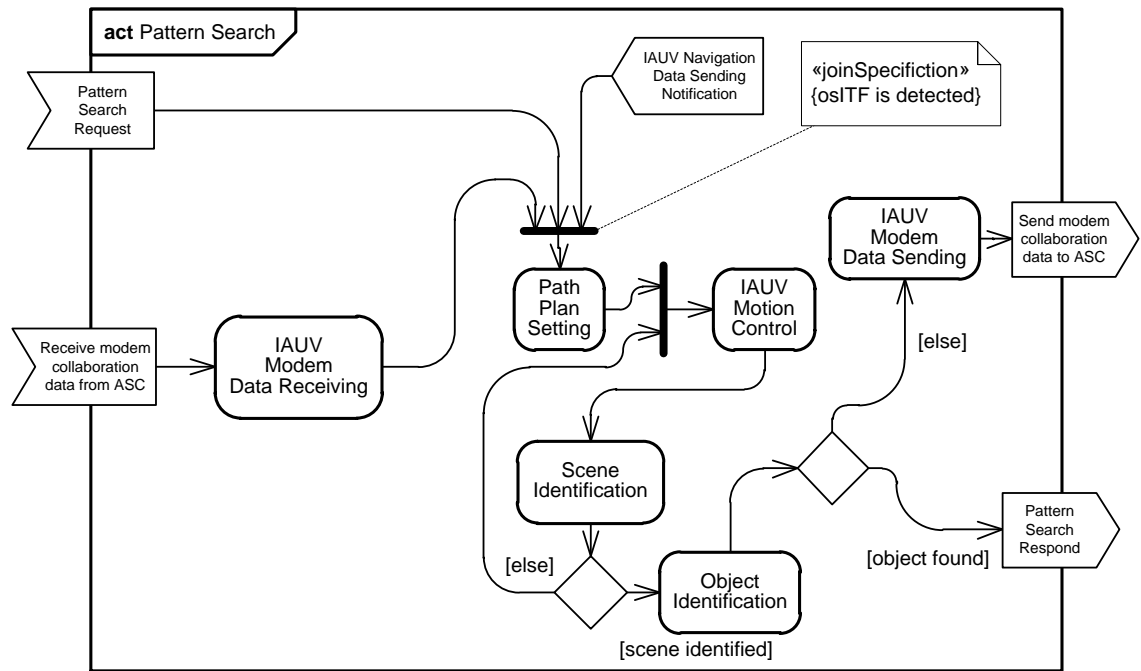 act Pattern Search
Pattern
Search
Request
IAUV Navigation
Data Sending
Notification
«joinSpecifiction»
{osITF is detected}
IAUV
Modem
Data Sending
Send modem
collaboration
data to ASC
Path
Plan
Setting
IAUV
Motion
Control
Receive modem
collaboration
data from ASC
IAUV
Modem
Data Receiving
[else]
Scene
Identification
[else]
Object
Identification
[scene identified]
[object found]
Pattern
Search
Respond